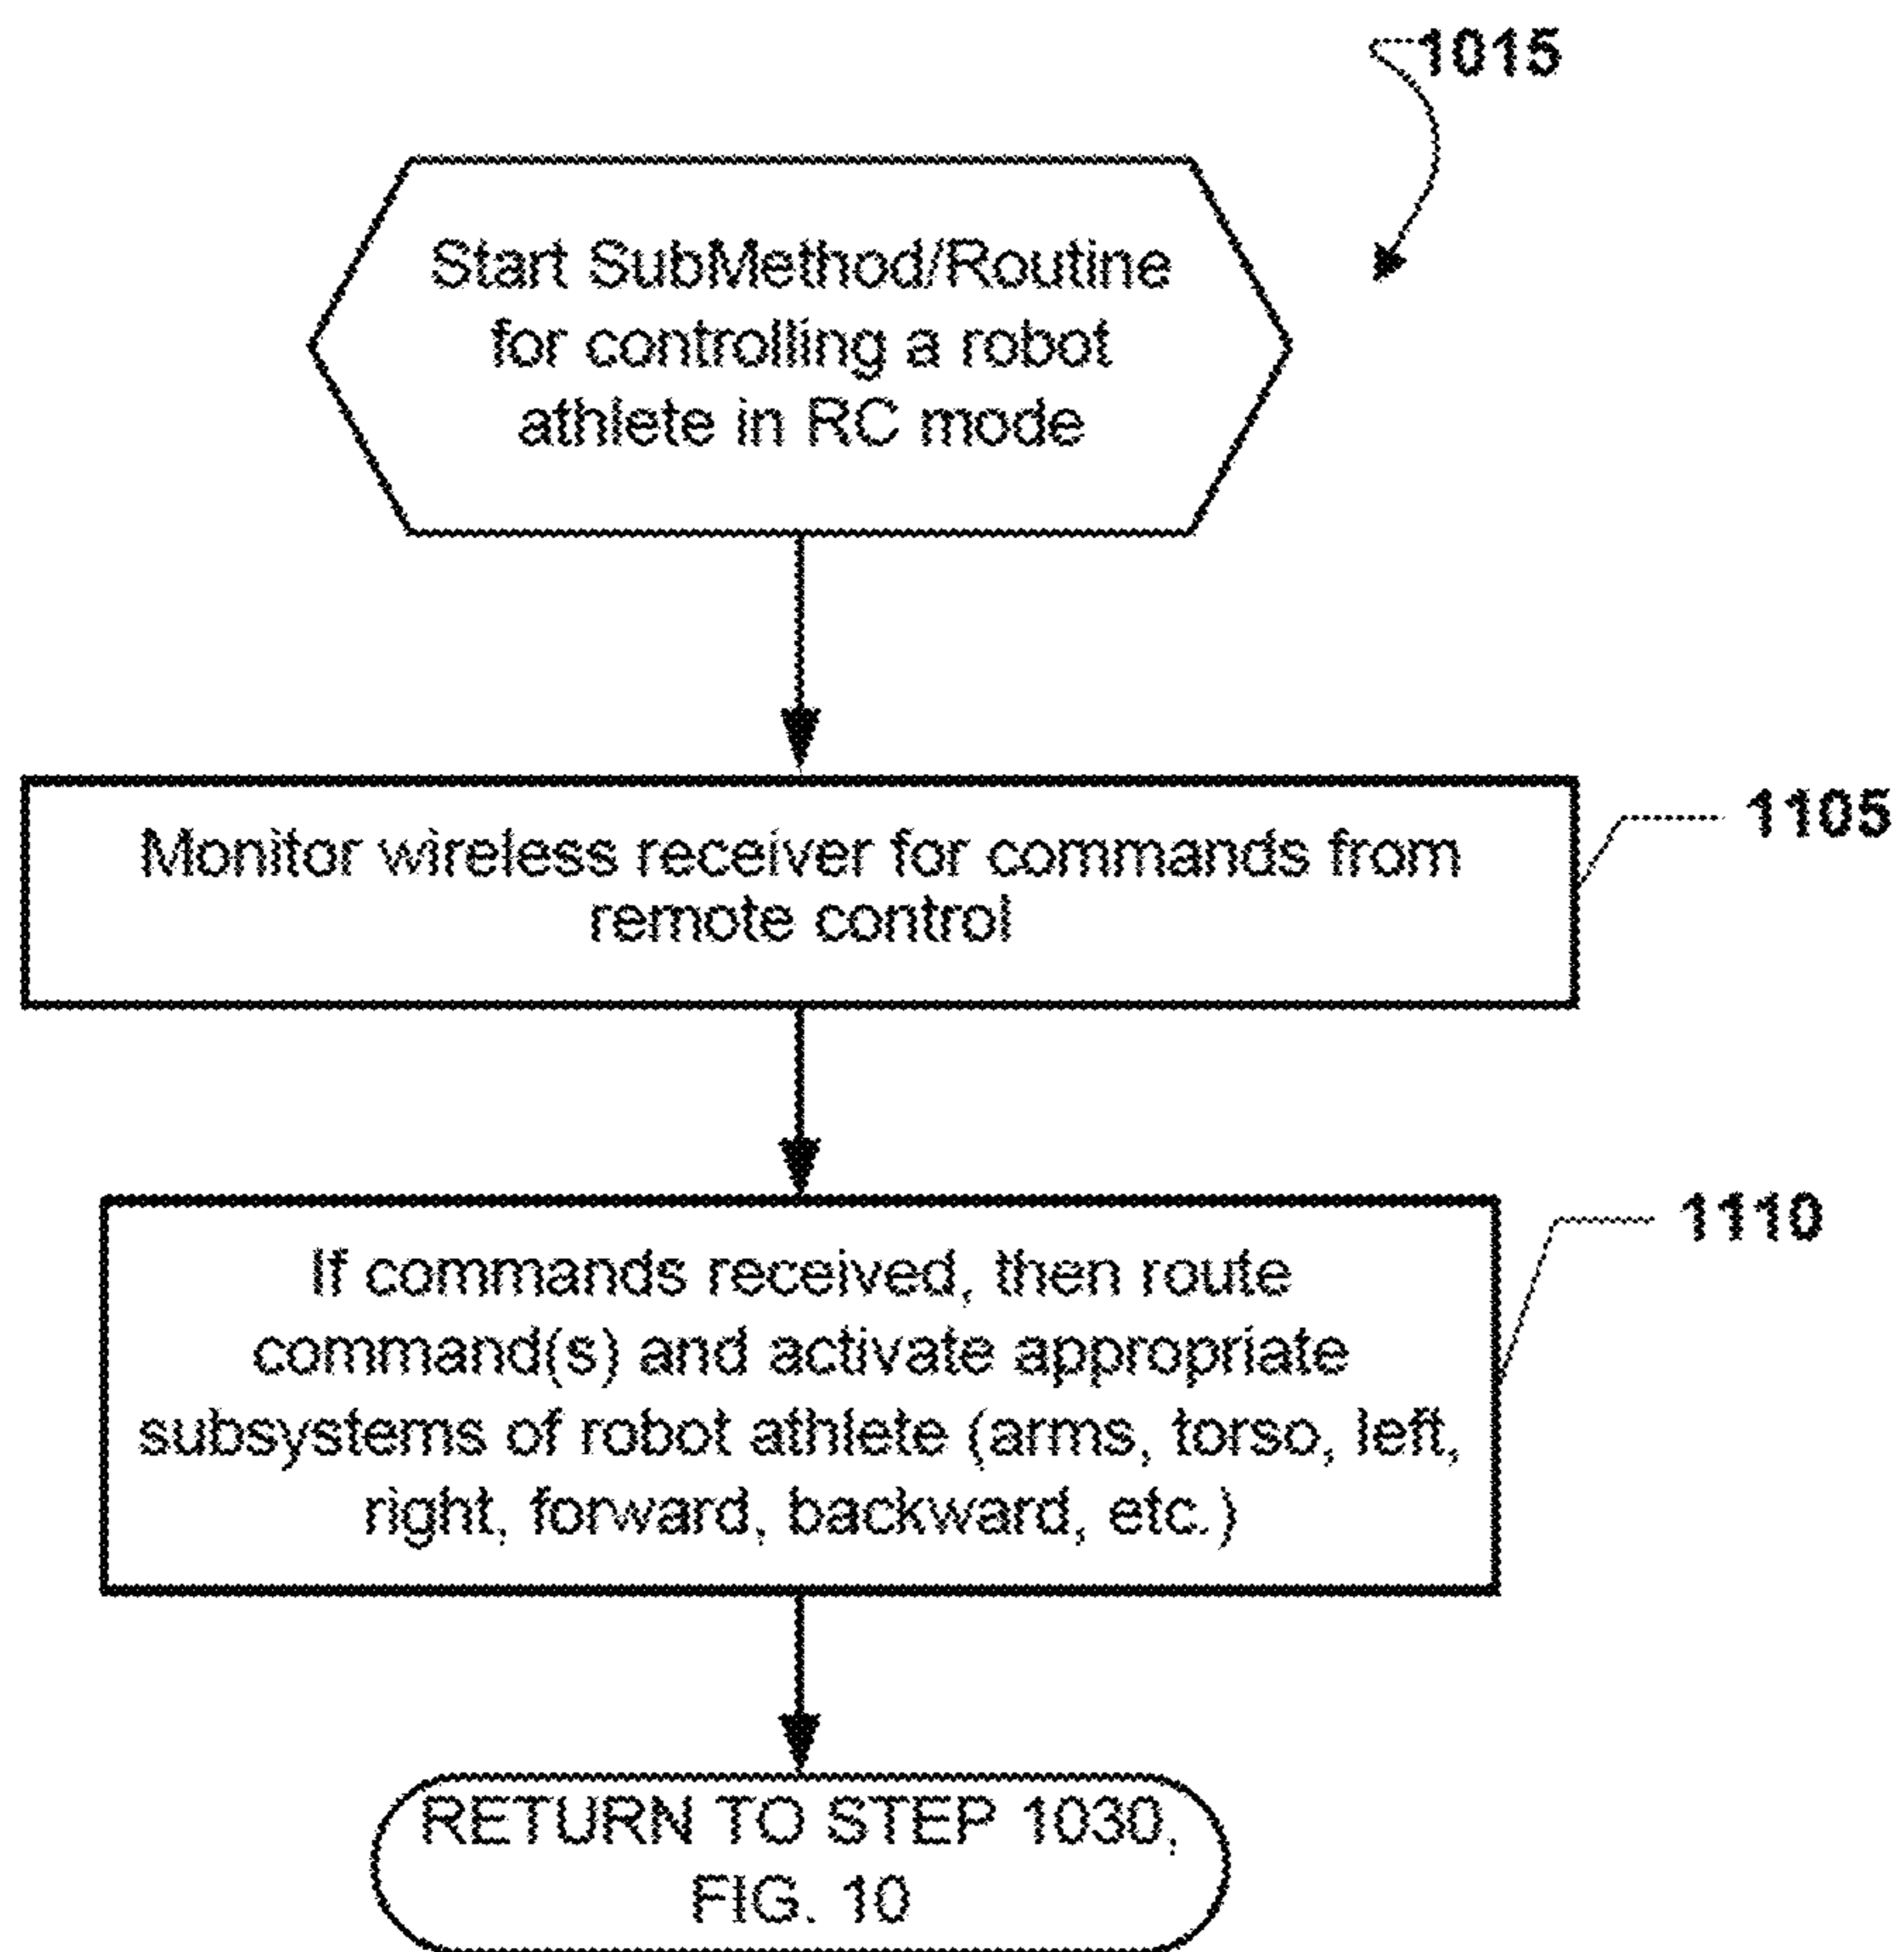 1015
Start SubMethod/Routine
for controlling a robot
athlete in RC mode
Monitor wireless receiver for commands from
remote control
1105
If commands received, then route
command(s) and activate appropriate
subsystems of robot athlete (arms, torso, left,
right, forward, backward, etc.)
1110
RETURN TO STEP 1030,
FIG. 10